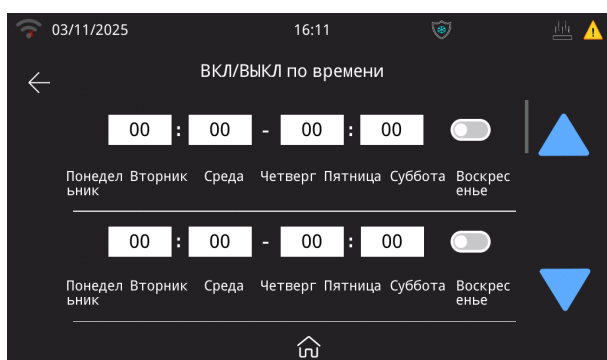 03/11/2025 16:11
ВКЛ/ВЫКЛ по времени
00 : 00 - 00 : 00
Понедел Вторник Среда Четверг Пятница Суббота Воскрес
ьник енье
00 : 00 - 00 : 00
Понедел Вторник Среда Четверг Пятница Суббота Воскрес
ьник енье